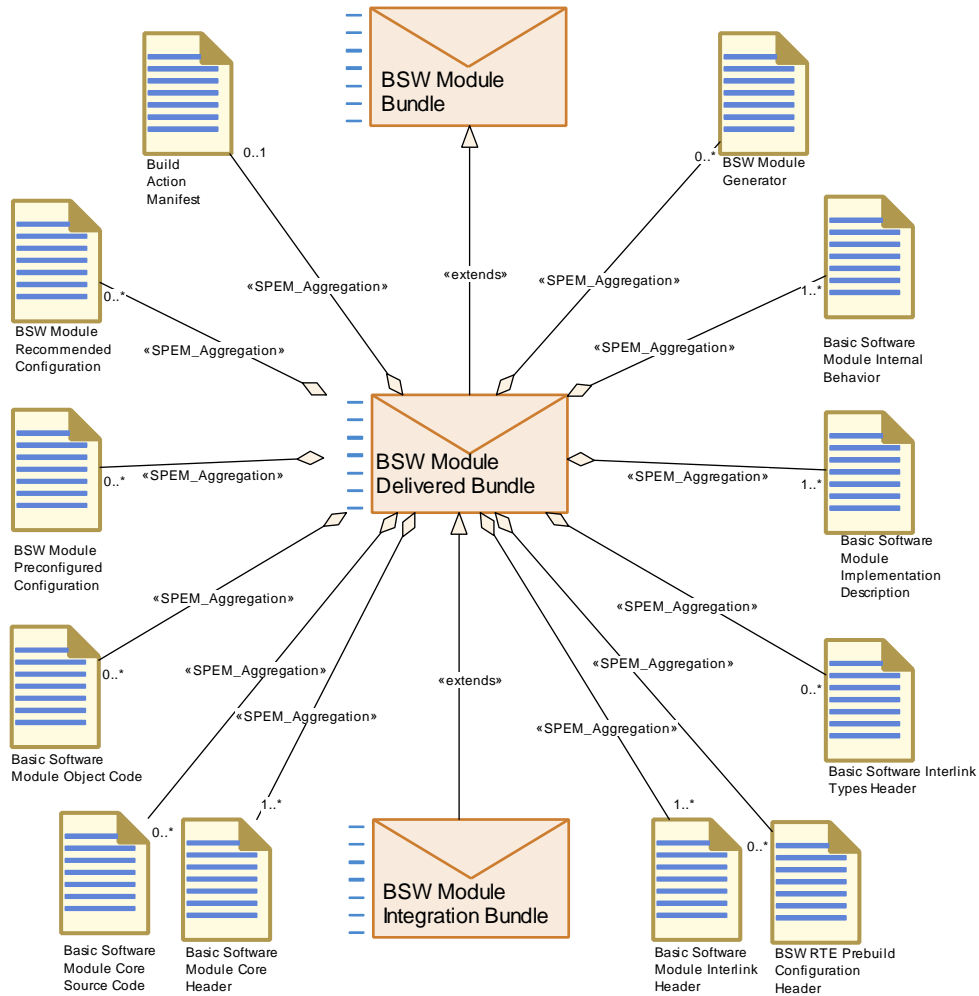 BSW Module
Bundle
Build
Action
Manifest
0..1
0..*
BSW Module
Generator
«extends»
«SPEM_Aggregation»
«SPEM_Aggregation»
0..*
BSW Module
Recommended
Configuration
«SPEM_Aggregation»
1..*
«SPEM_Aggregation»
Basic Software
Module Internal
Behavior
BSW Module
Delivered Bundle
0..*
«SPEM_Aggregation»
BSW Module
Preconfigured
Configuration
«SPEM_Aggregation»
1..*
Basic Software
Module
Implementation
Description
«SPEM_Aggregation»
0..*
Basic Software
Module Object Code
«SPEM_Aggregation»
0..*
Basic Software Interlink
Types Header
«SPEM_Aggregation»
«SPEM_Aggregation»
«extends»
«SPEM_Aggregation»
«SPEM_Aggregation»
0..*
Basic Software
Module Core
Source Code
1..*
Basic Software
Module Core
Header
BSW Module
Integration Bundle
1..*
Basic Software
Module Interlink
Header
0..*
BSW RTE Prebuild
Configuration
Header